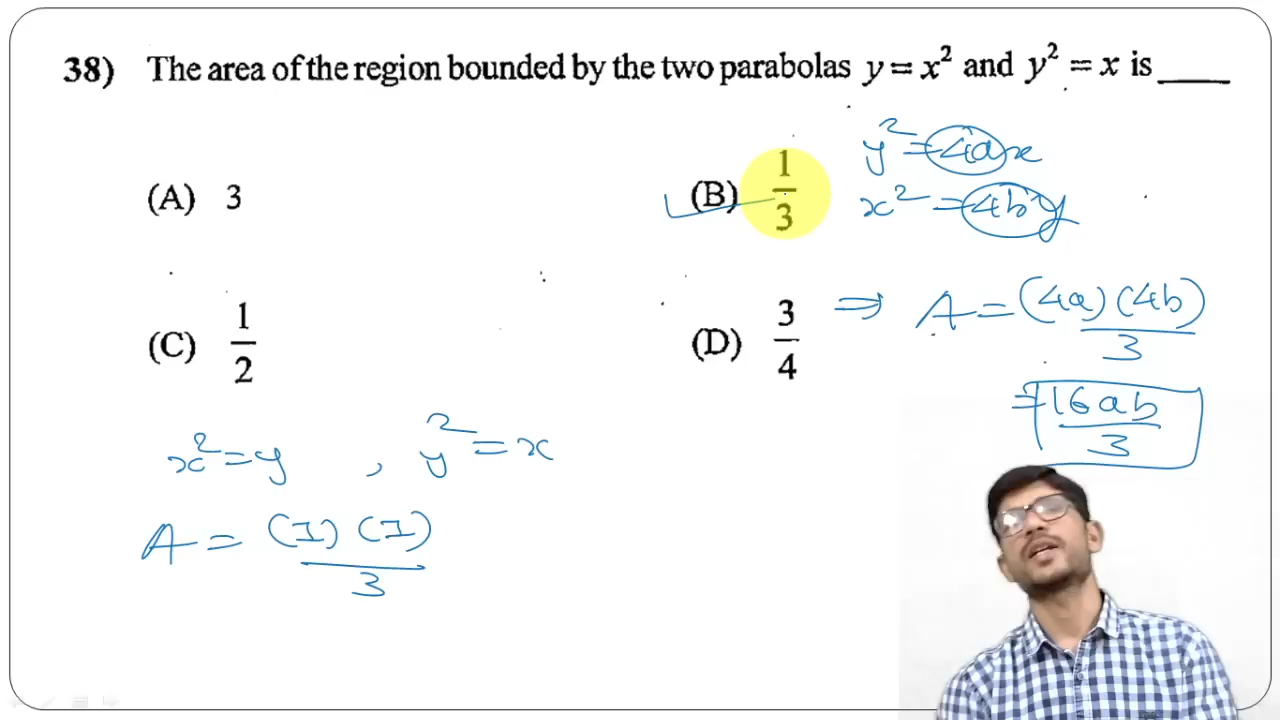 38) The area of the region bounded by the two parabolas y = x² and y² = x is ____
(A) 3
(B) 1/3
(C) 1/2
(D) 3/4
y² = 4ax
x² = 4by
⇒ A = (4a)(4b)/3
= 16ab/3
x² = y , y² = x
A = (1)(1)/3